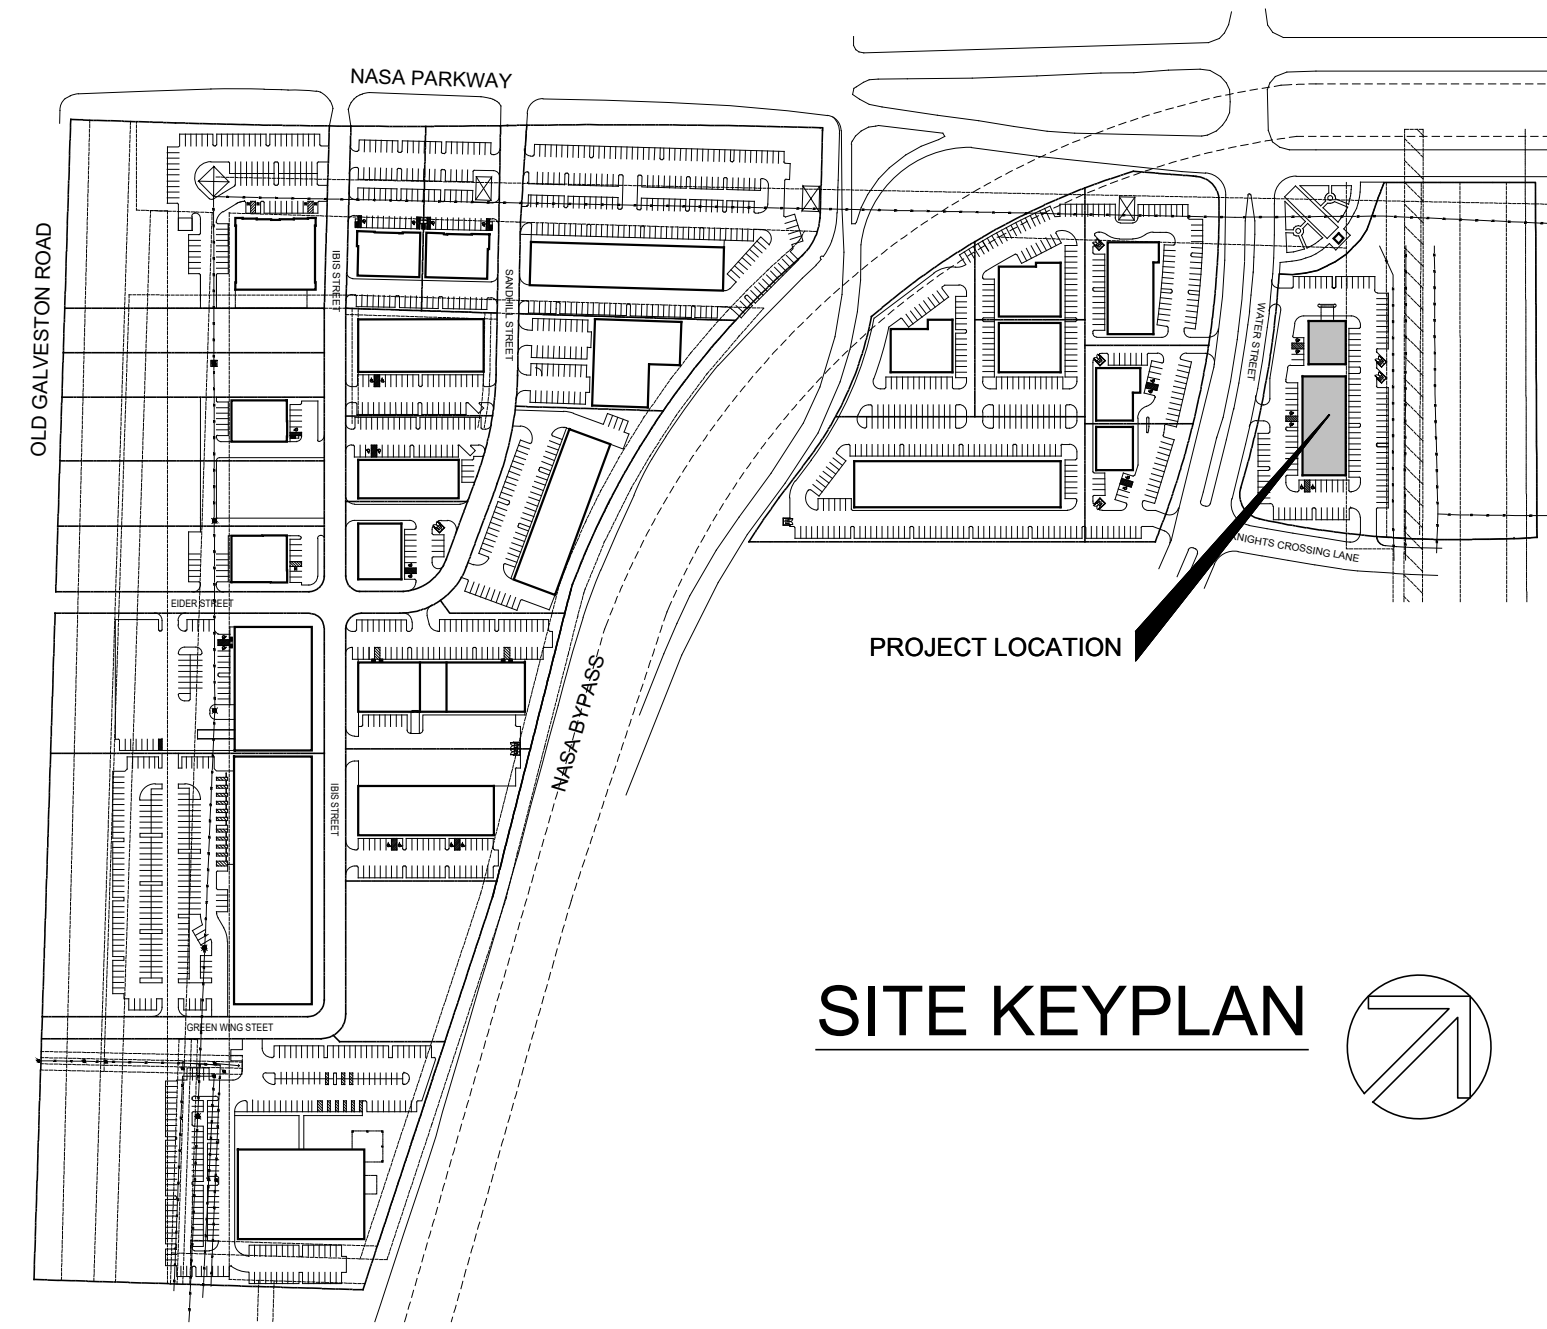 NASA PARKWAY
OLD GALVESTON ROAD
IBIS STREET
SANDHILL STREET
WATER STREET
KNIGHTS CROSSING LANE
EIDER STREET
PROJECT LOCATION
NASA BYPASS
IBIS STREET
SITE KEYPLAN
GREEN WING STEET